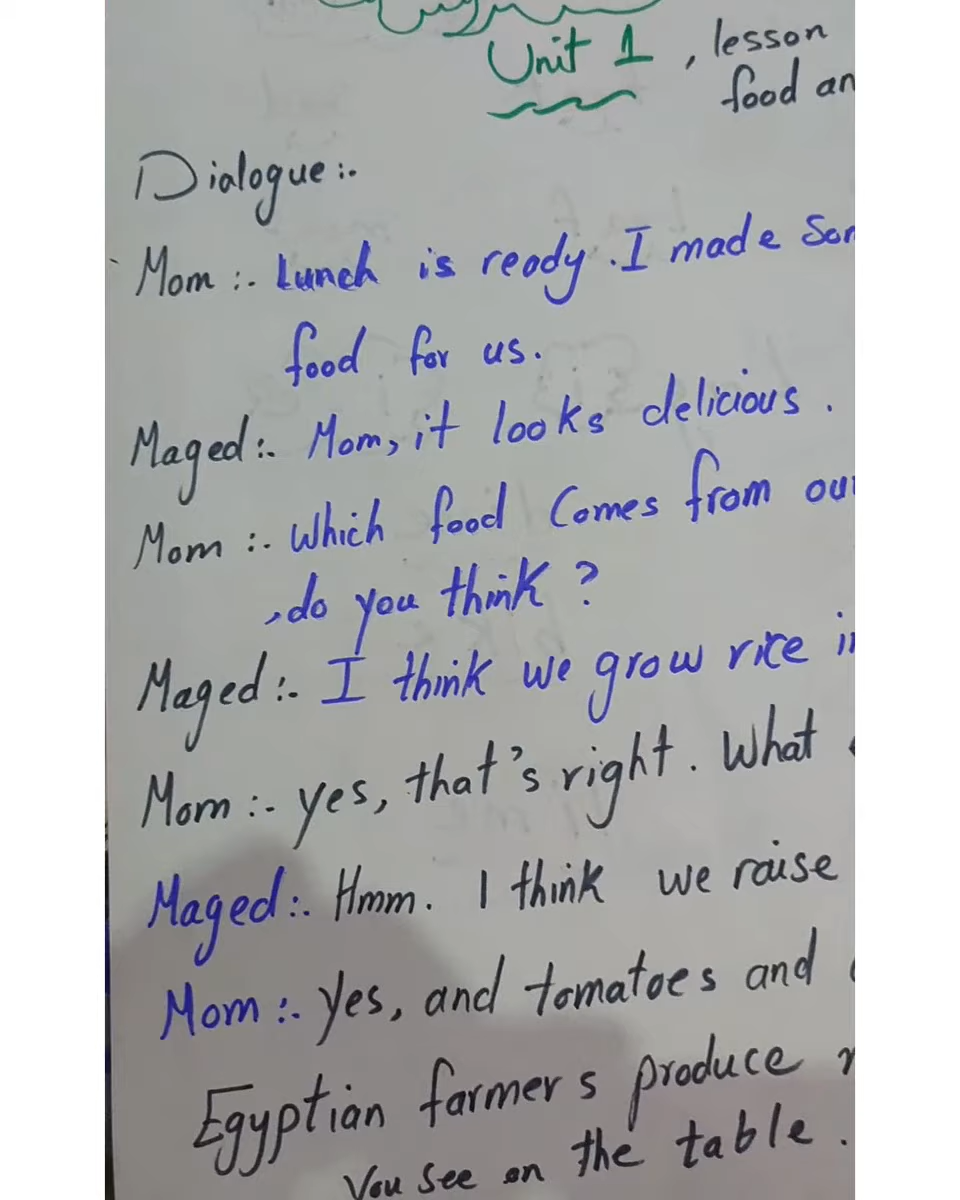 Unit 1, lesson
food an
Dialogue:.
Mom :. Lunch is ready. I made
food for us.
Maged:. Mom, it looks delicious.
Mom :. Which food Comes from
, do you think?
Maged:. I think we grow rice
Mom :. yes, that's right. What
Maged:. Hmm. I think we raise
Mom :. Yes, and tomatoes and
Egyptian farmers produce
You see on the table.